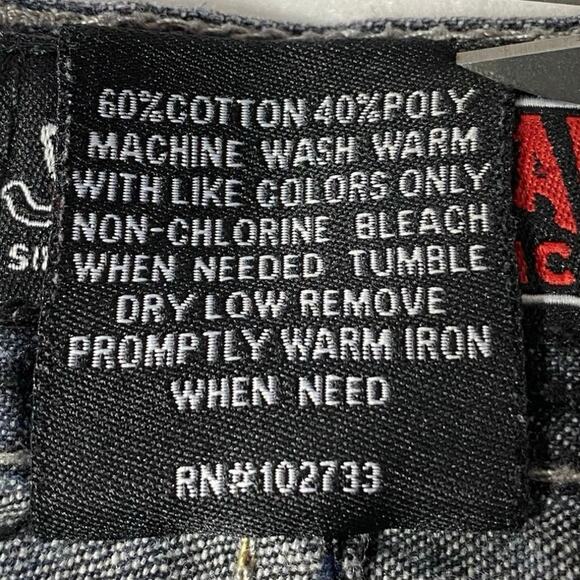 60% COTTON 40% POLY
MACHINE WASH WARM
WITH LIKE COLORS ONLY
NON-CHLORINE BLEACH
WHEN NEEDED TUMBLE
DRY LOW REMOVE
PROMPTLY WARM IRON
WHEN NEED
RN#102733